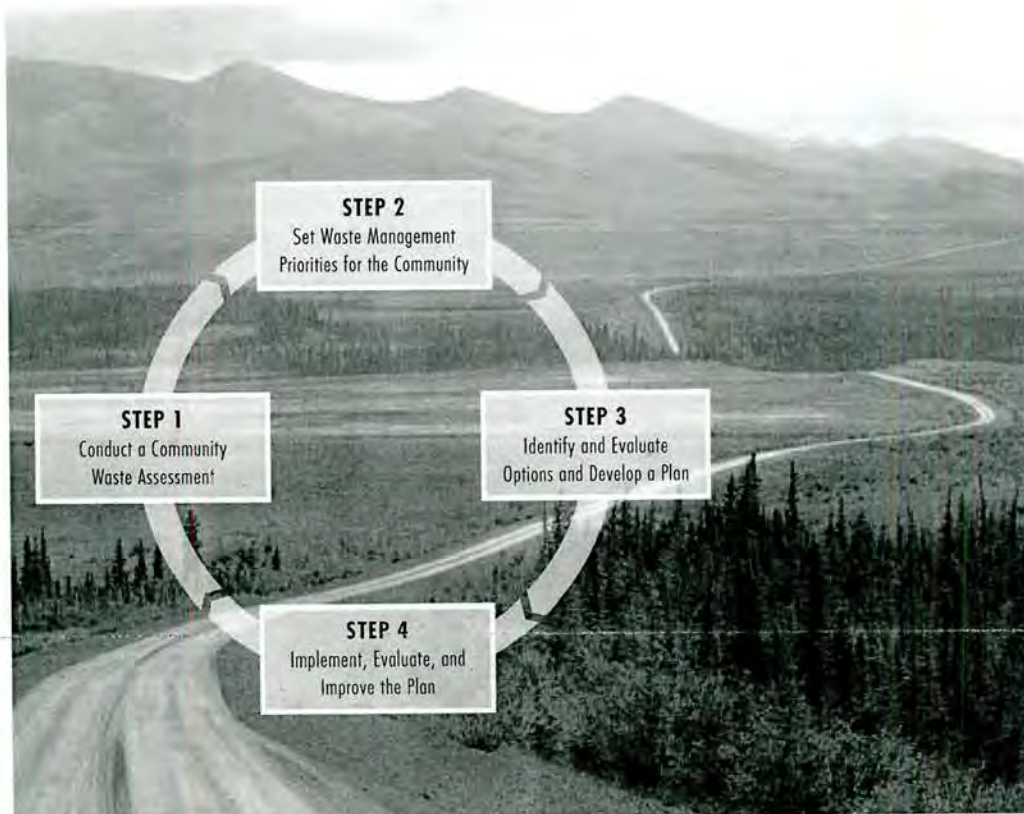 STEP 1
Conduct a Community
Waste Assessment
STEP 2
Set Waste Management
Priorities for the Community
STEP 3
Identify and Evaluate
Options and Develop a Plan
STEP 4
Implement, Evaluate, and
Improve the Plan